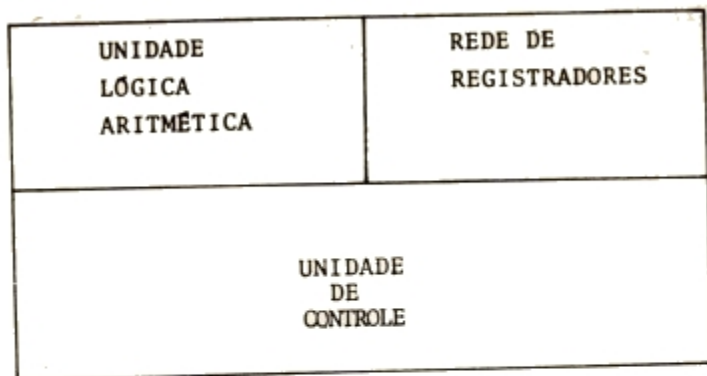 UNIDADE
LÓGICA
ARITMÉTICA
REDE DE
REGISTRADORES
UNIDADE
DE
CONTROLE